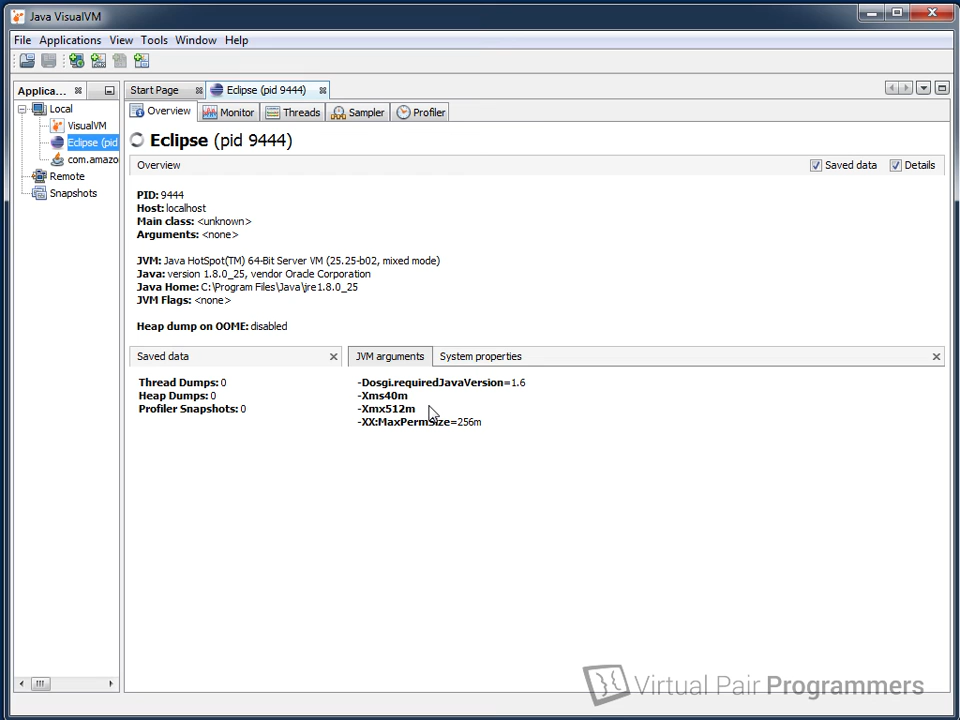 Java VisualVM
File Applications View Tools Window Help
Applica...
Start Page
Eclipse (pid 9444)
Local
VisualVM
Eclipse (pid
com.amazo
Remote
Snapshots
Overview Monitor Threads Sampler Profiler
Eclipse (pid 9444)
Overview
Saved data Details
PID: 9444
Host: localhost
Main class: <unknown>
Arguments: <none>
JVM: Java HotSpot(TM) 64-Bit Server VM (25.25-b02, mixed mode)
Java: version 1.8.0_25, vendor Oracle Corporation
Java Home: C:\Program Files\Java\jre1.8.0_25
JVM Flags: <none>
Heap dump on OOME: disabled
Saved data
Thread Dumps: 0
Heap Dumps: 0
Profiler Snapshots: 0
JVM arguments System properties
-Dosgi.requiredJavaVersion=1.6
-Xms40m
-Xmx512m
-XX:MaxPermSize=256m
Virtual Pair Programmers